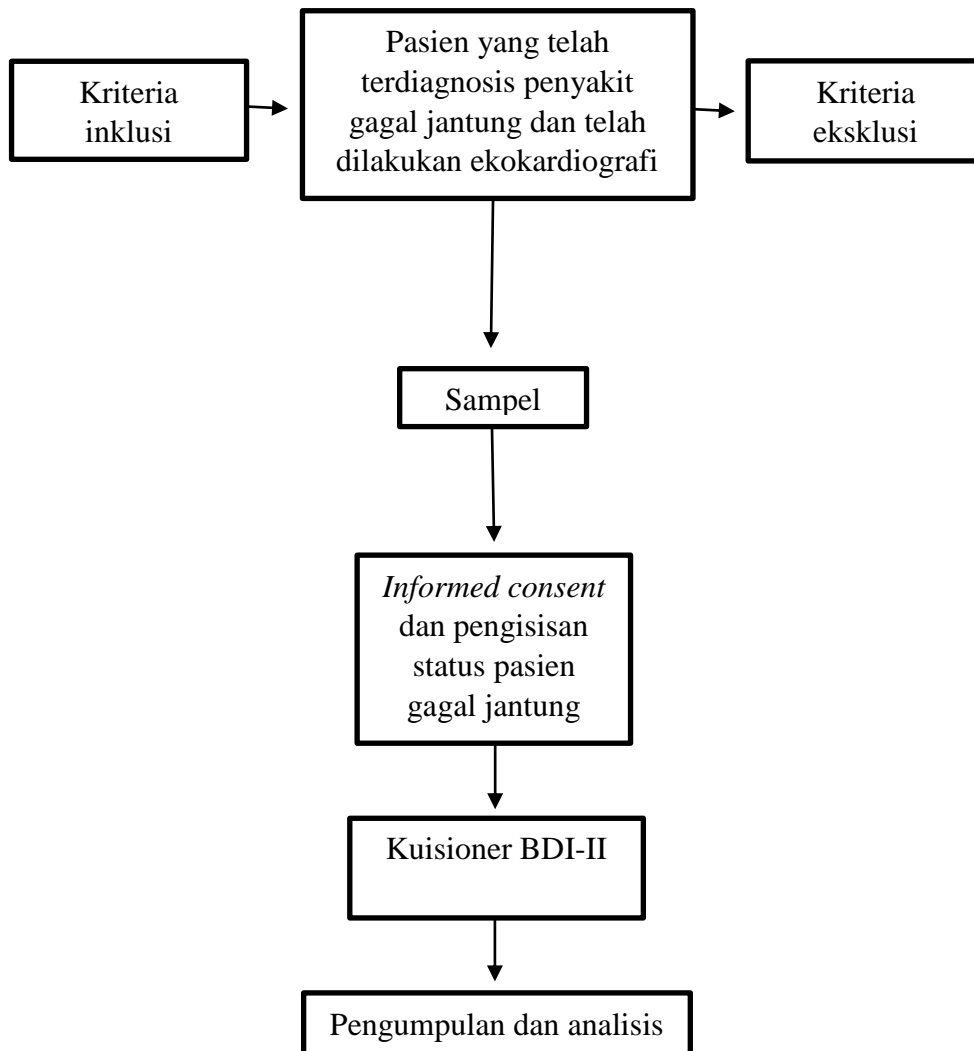 Kriteria
inklusi
Pasien yang telah
terdiagnosis penyakit
gagal jantung dan telah
dilakukan ekokardiografi
Kriteria
eksklusi
Sampel
Informed consent
dan pengisisan
status pasien
gagal jantung
Kuisioner BDI-II
Pengumpulan dan analisis